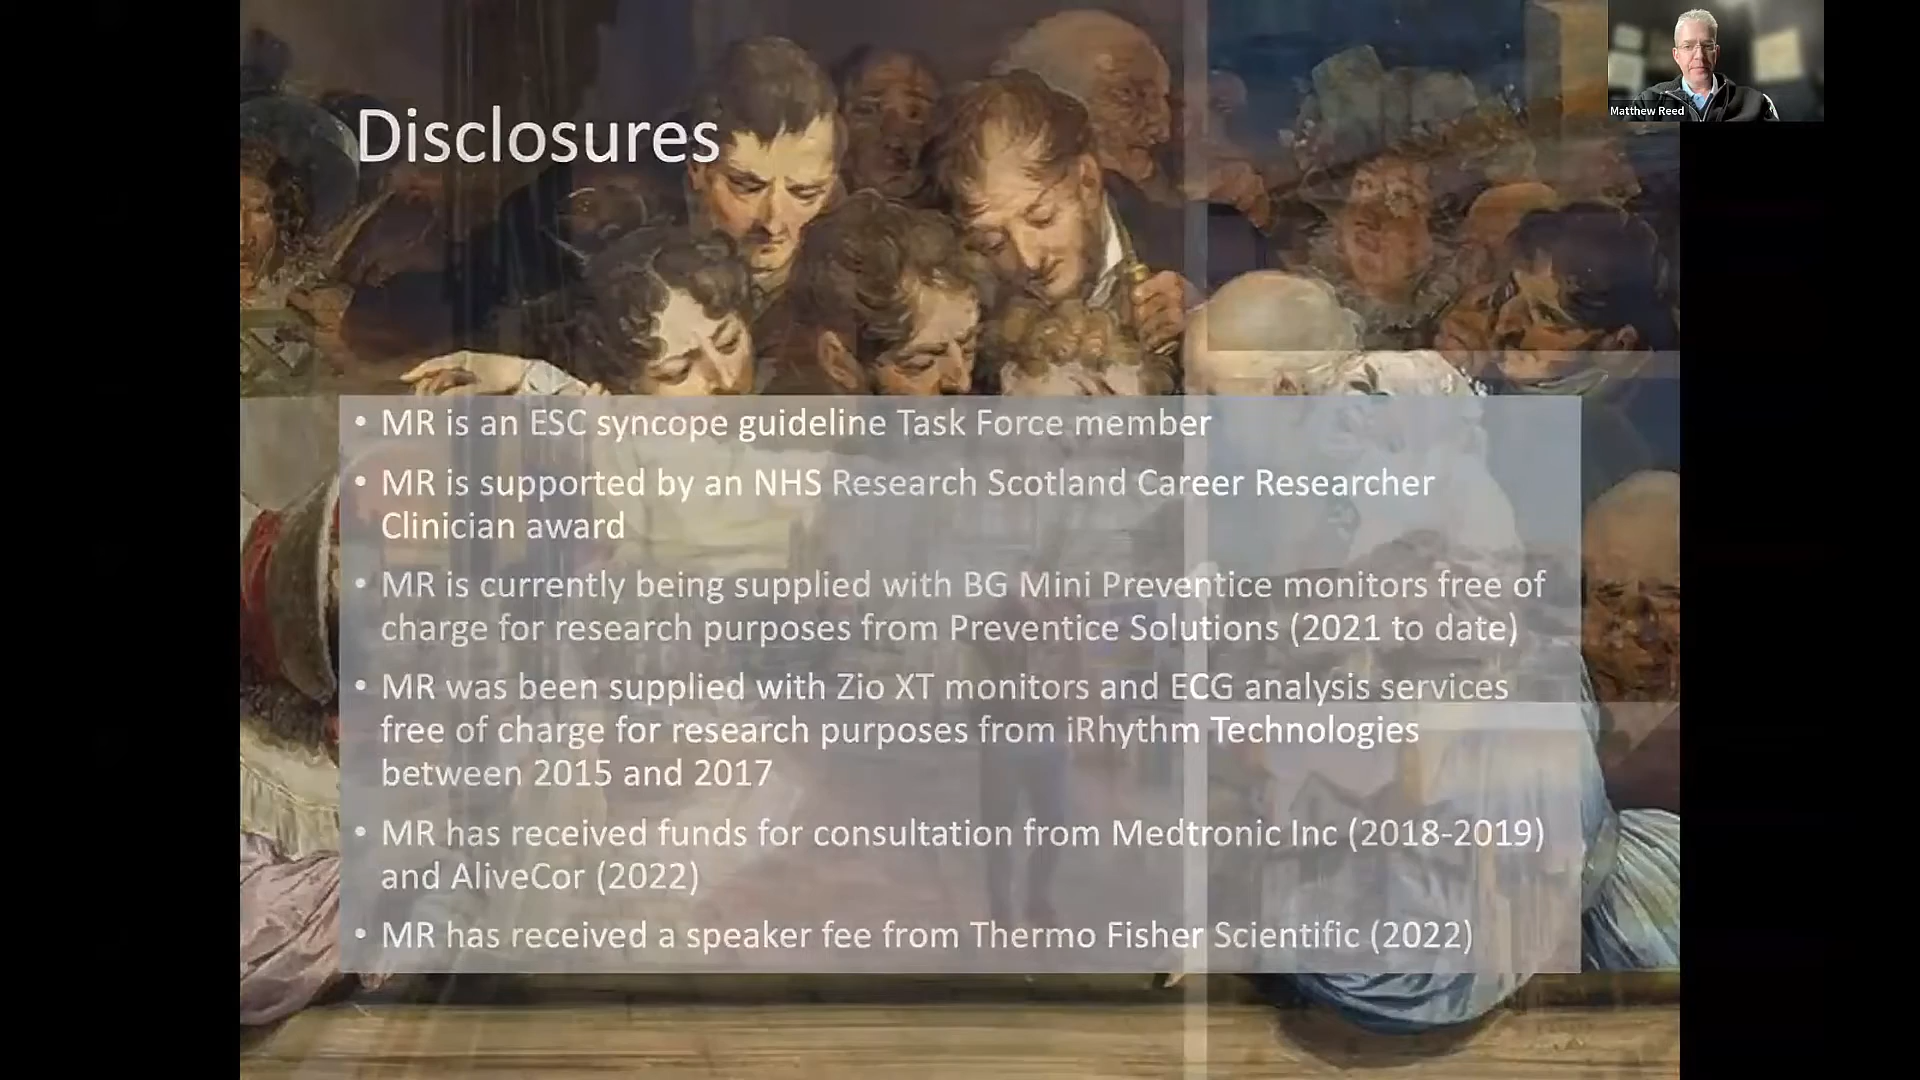 Matthew Reed
Disclosures
• MR is an ESC syncope guideline Task Force member
• MR is supported by an NHS Research Scotland Career Researcher
Clinician award
• MR is currently being supplied with BG Mini Preventice monitors free of
charge for research purposes from Preventice Solutions (2021 to date)
• MR was been supplied with Zio XT monitors and ECG analysis services
free of charge for research purposes from iRhythm Technologies
between 2015 and 2017
• MR has received funds for consultation from Medtronic Inc (2018-2019)
and AliveCor (2022)
• MR has received a speaker fee from Thermo Fisher Scientific (2022)